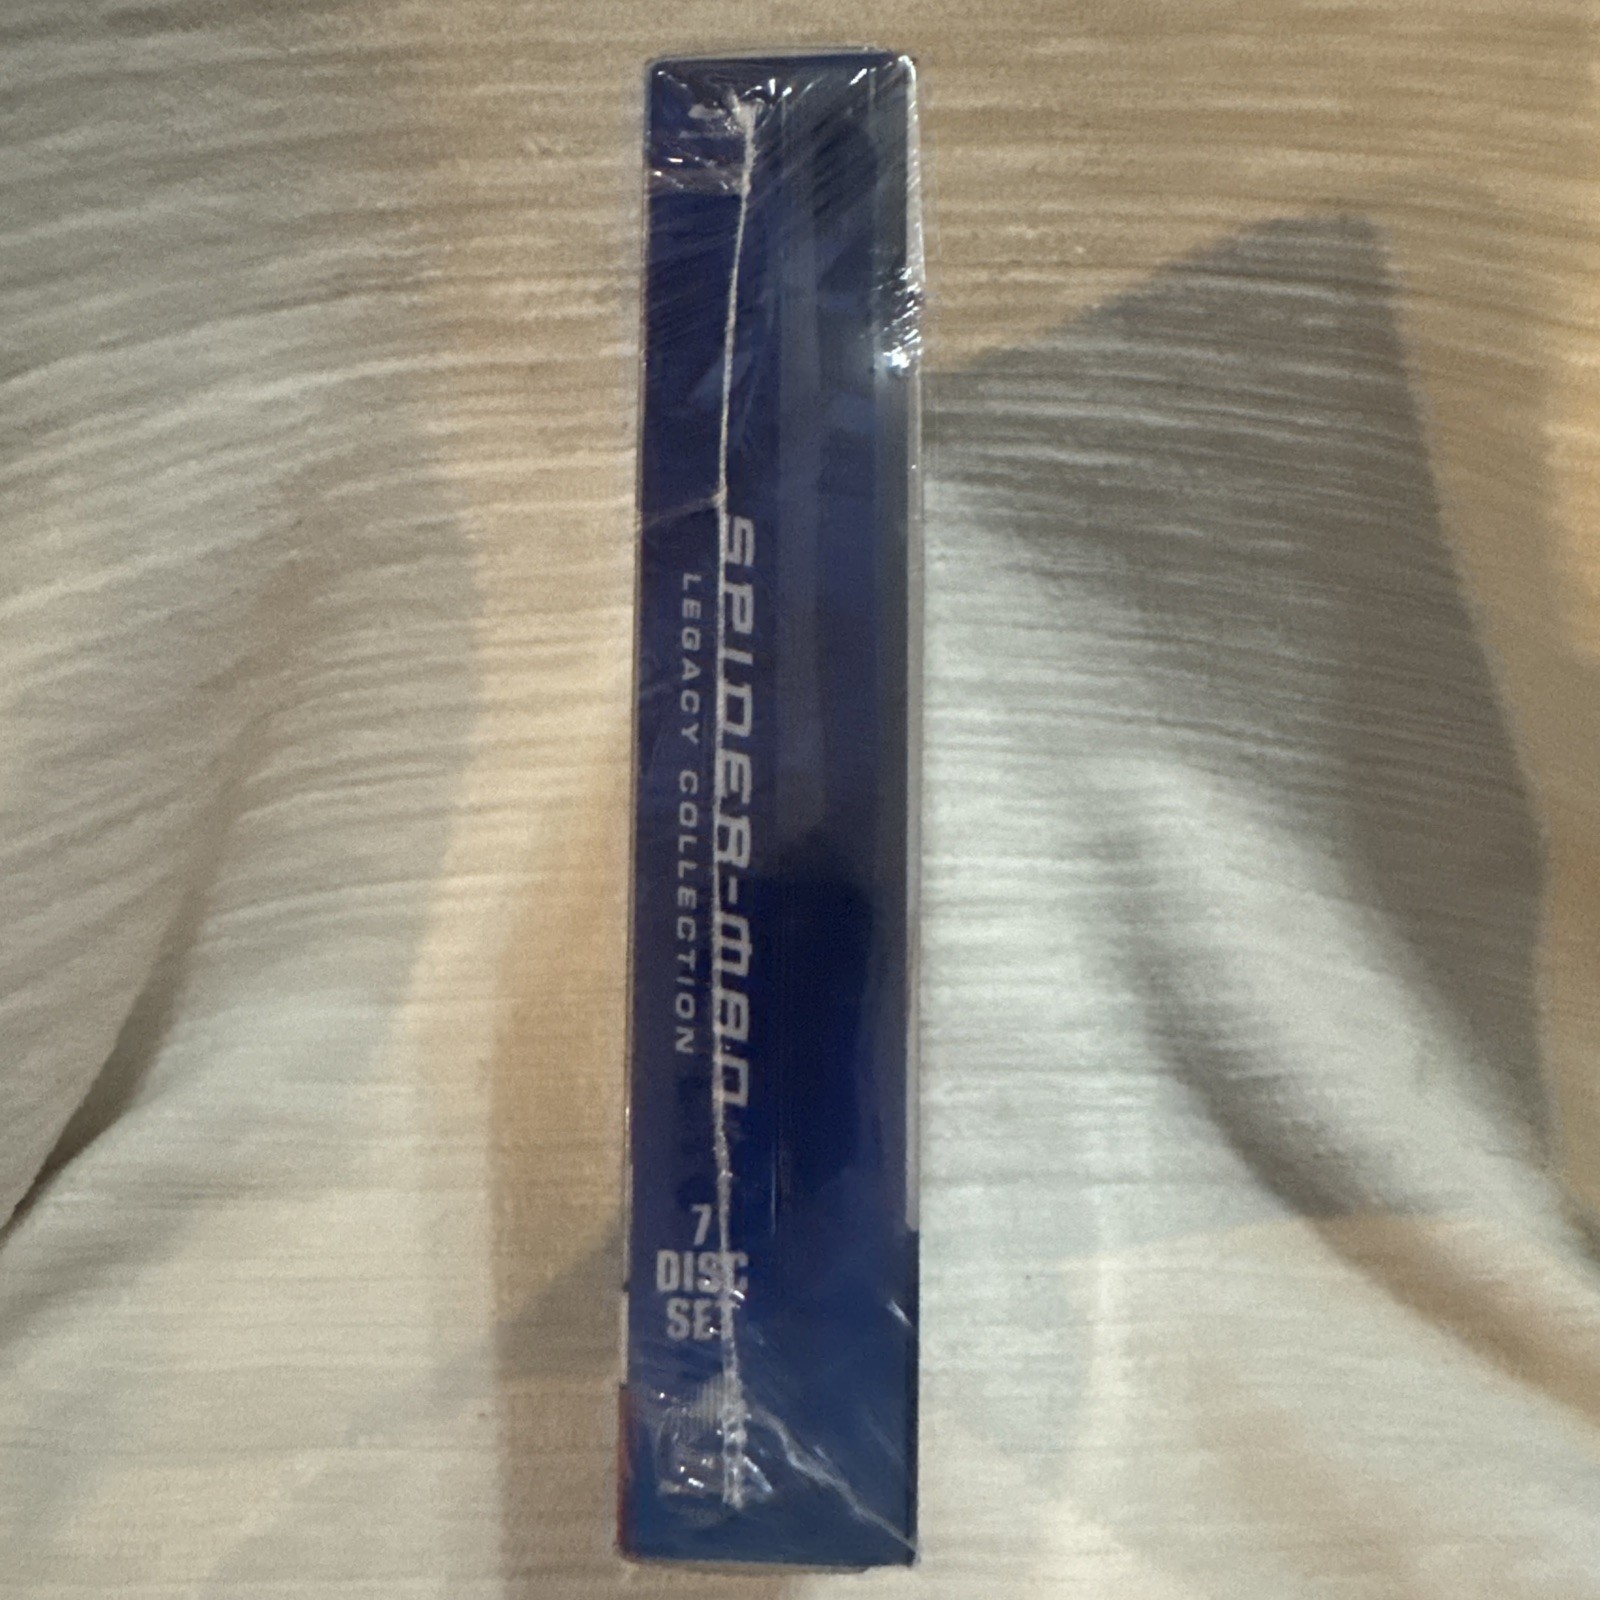 SPIDER-MAN
LEGACY COLLECTION
7
DISC
SET